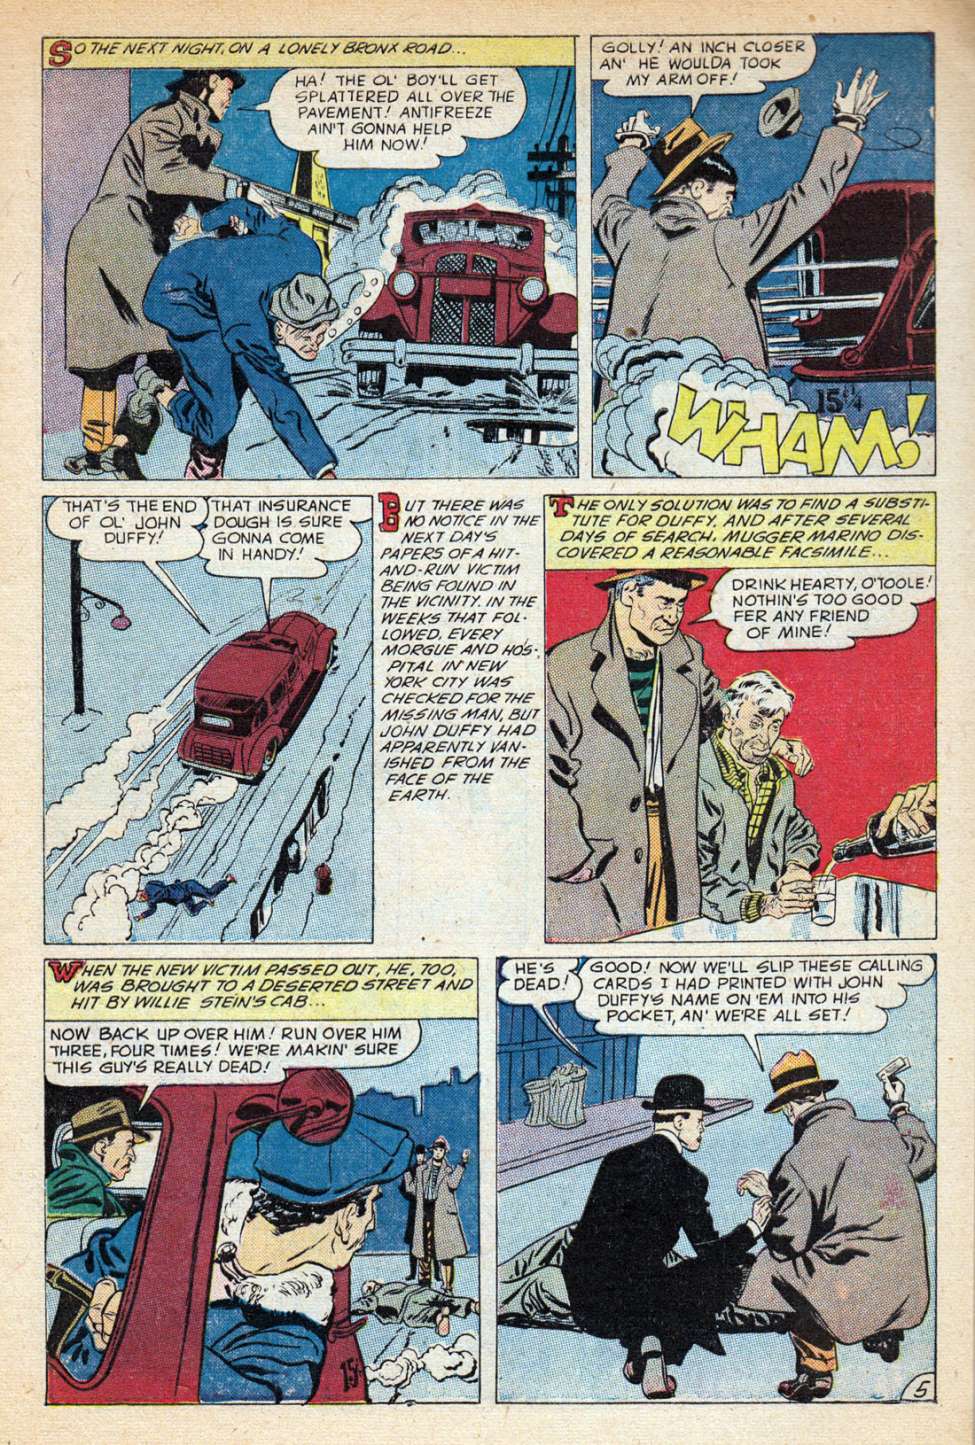 SO THE NEXT NIGHT, ON A LONELY BRONX ROAD...
HA! THE OL' BOY'LL GET
SPLATTERED ALL OVER THE
PAVEMENT! ANTIFREEZE
AIN'T GONNA HELP
HIM NOW!
GOLLY! AN INCH CLOSER
AN' HE WOULDA TOOK
MY ARM OFF!
15¢/4
WHAM!
THAT'S THE END
OF OL' JOHN
DUFFY!
THAT INSURANCE
DOUGH IS SURE
GONNA COME
IN HANDY!
BUT THERE WAS
NO NOTICE IN THE
NEXT DAY'S
PAPERS OF A HIT-
AND-RUN VICTIM
BEING FOUND IN
THE VICINITY. IN THE
WEEKS THAT FOL-
LOWED, EVERY
MORGUE AND HOS-
PITAL IN NEW
YORK CITY WAS
CHECKED FOR THE
MISSING MAN, BUT
JOHN DUFFY HAD
APPARENTLY VAN-
ISHED FROM THE
FACE OF THE
EARTH.
THE ONLY SOLUTION WAS TO FIND A SUBSTI-
TUTE FOR DUFFY, AND AFTER SEVERAL
DAYS OF SEARCH, MUGGER MARINO DIS-
COVERED A REASONABLE FACSIMILE...
DRINK HEARTY, O'TOOLE!
NOTHIN'S TOO GOOD
FER ANY FRIEND
OF MINE!
WHEN THE NEW VICTIM PASSED OUT, HE, TOO,
WAS BROUGHT TO A DESERTED STREET AND
HIT BY WILLIE STEIN'S CAB...
NOW BACK UP OVER HIM! RUN OVER HIM
THREE, FOUR TIMES! WE'RE MAKIN' SURE
THIS GUY'S REALLY DEAD!
15¢
HE'S
DEAD!
GOOD! NOW WE'LL SLIP THESE CALLING
CARDS I HAD PRINTED WITH JOHN
DUFFY'S NAME ON 'EM INTO HIS
POCKET, AN' WE'RE ALL SET!
5